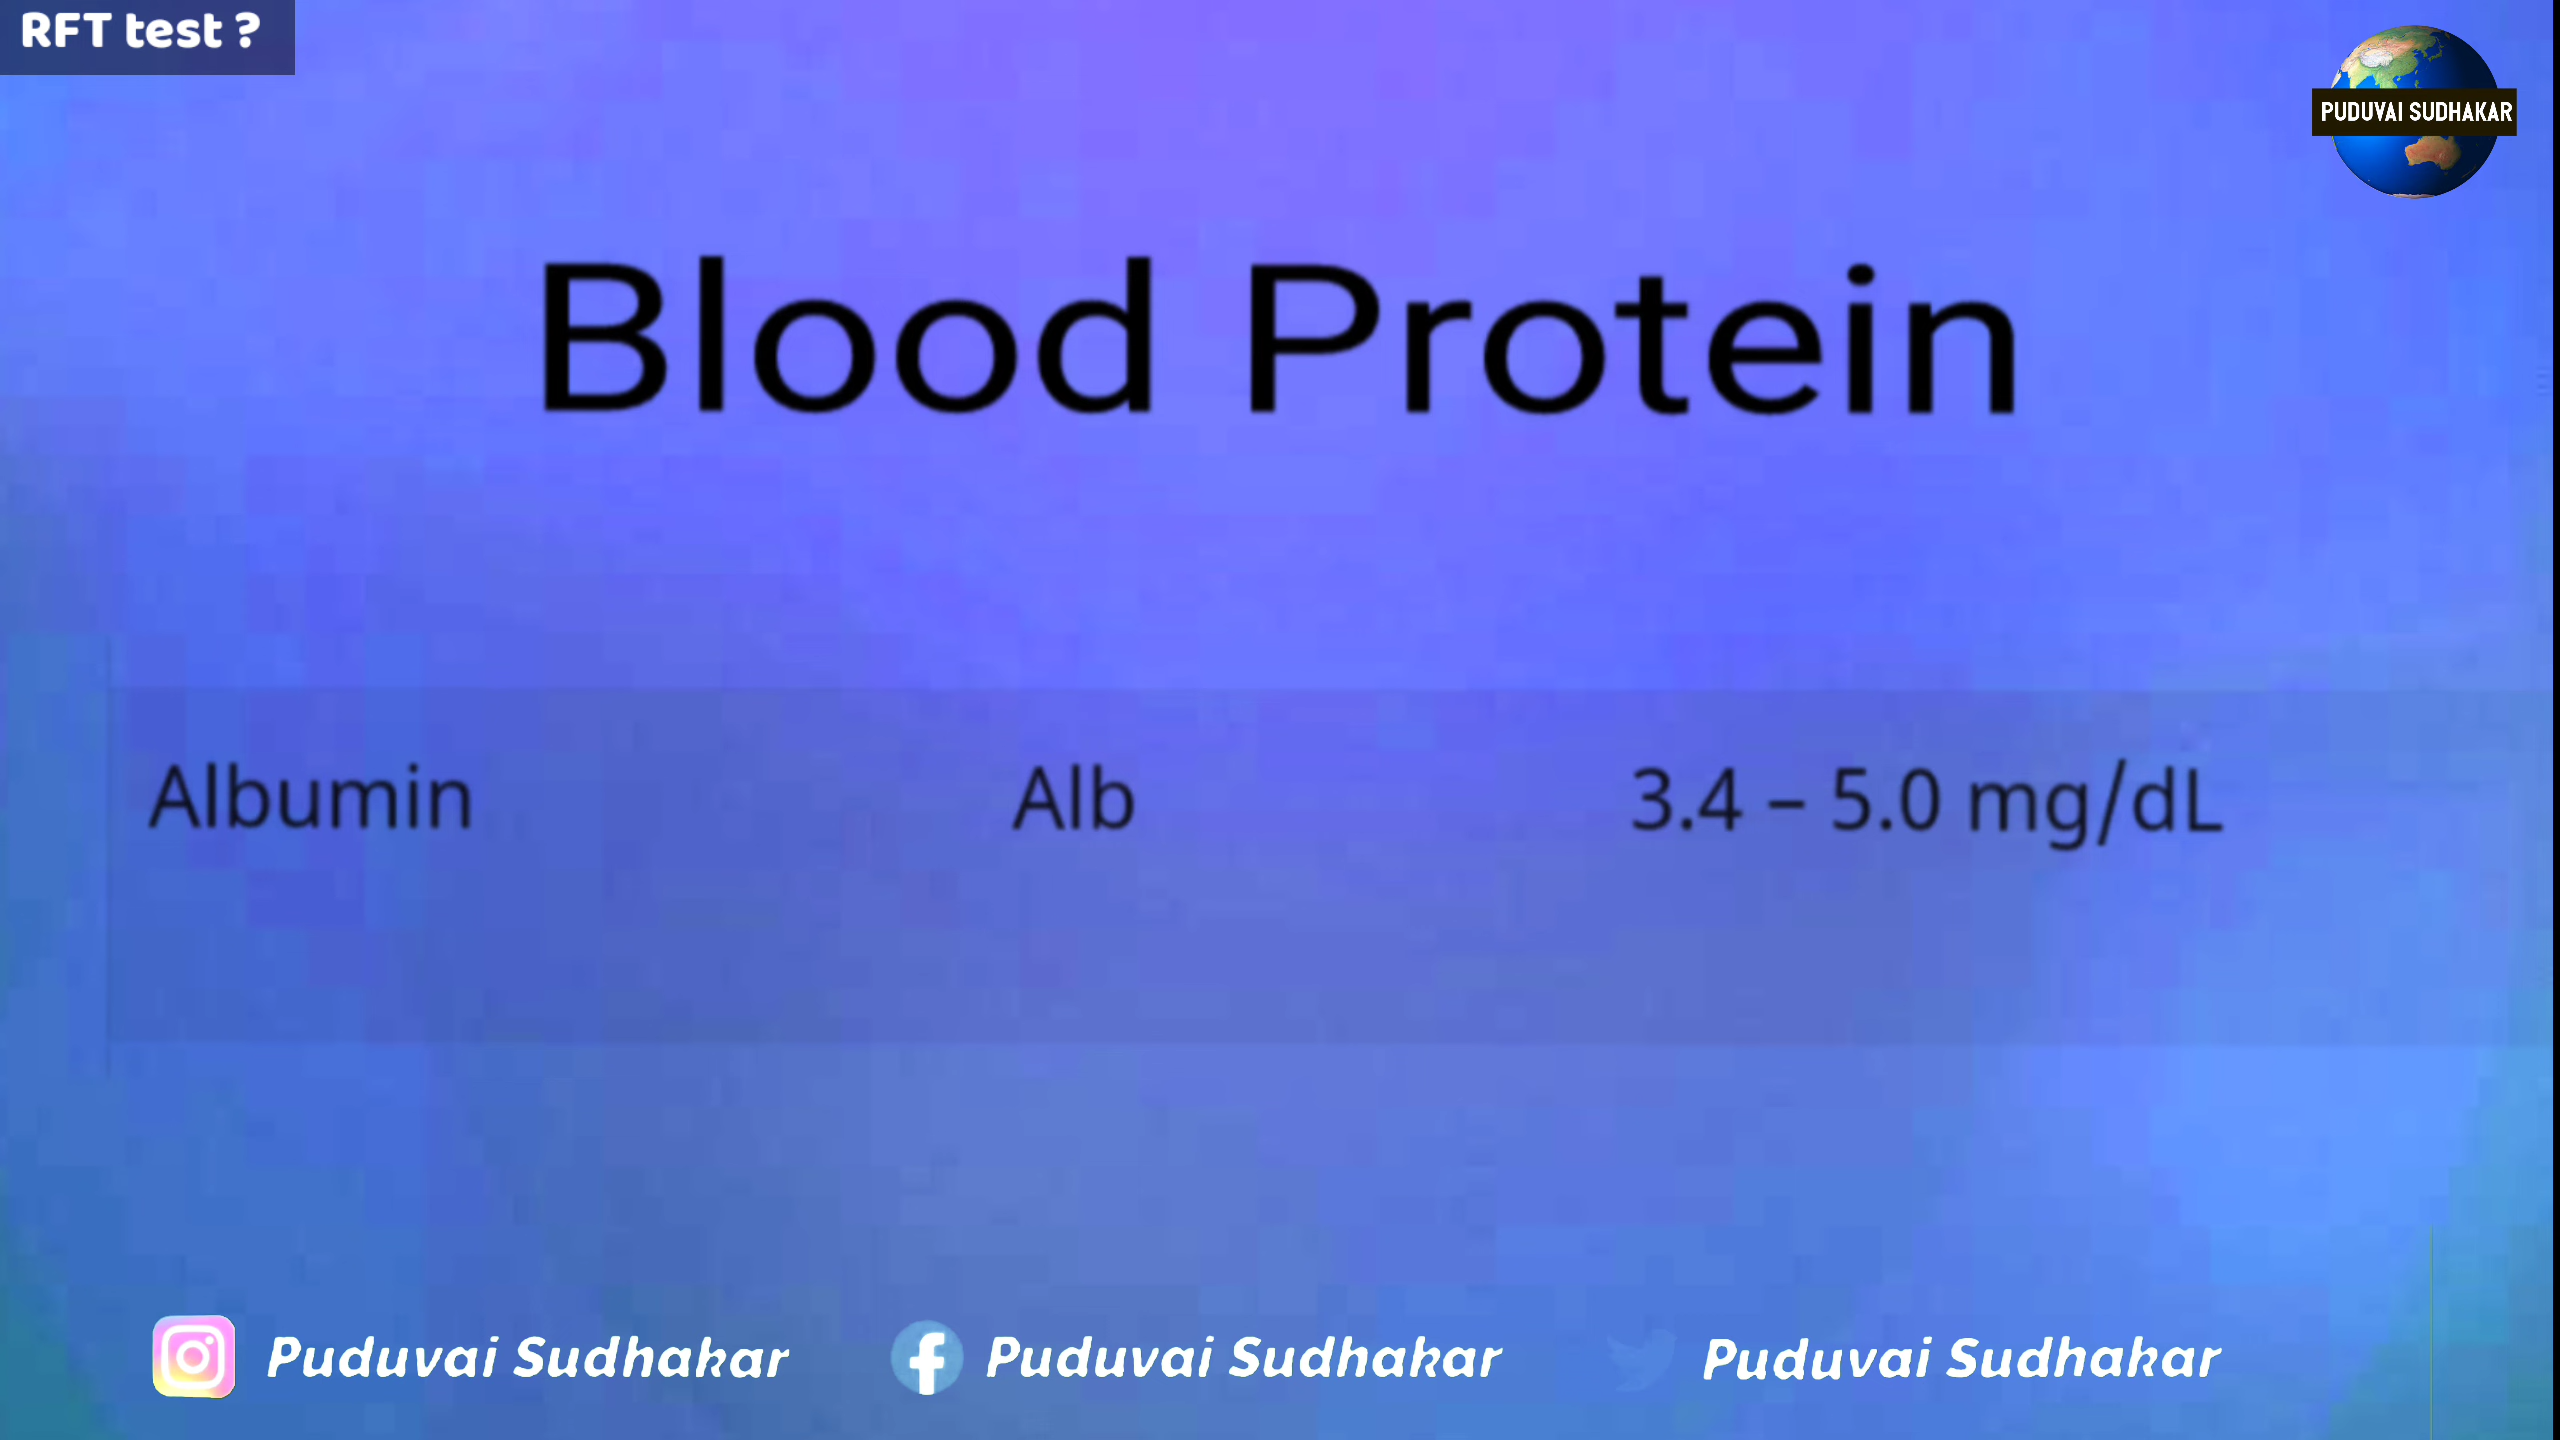 RFT test ?
PUDUVAI SUDHAKAR
Blood Protein
Albumin Alb 3.4 – 5.0 mg/dL
Puduvai Sudhakar Puduvai Sudhakar Puduvai Sudhakar